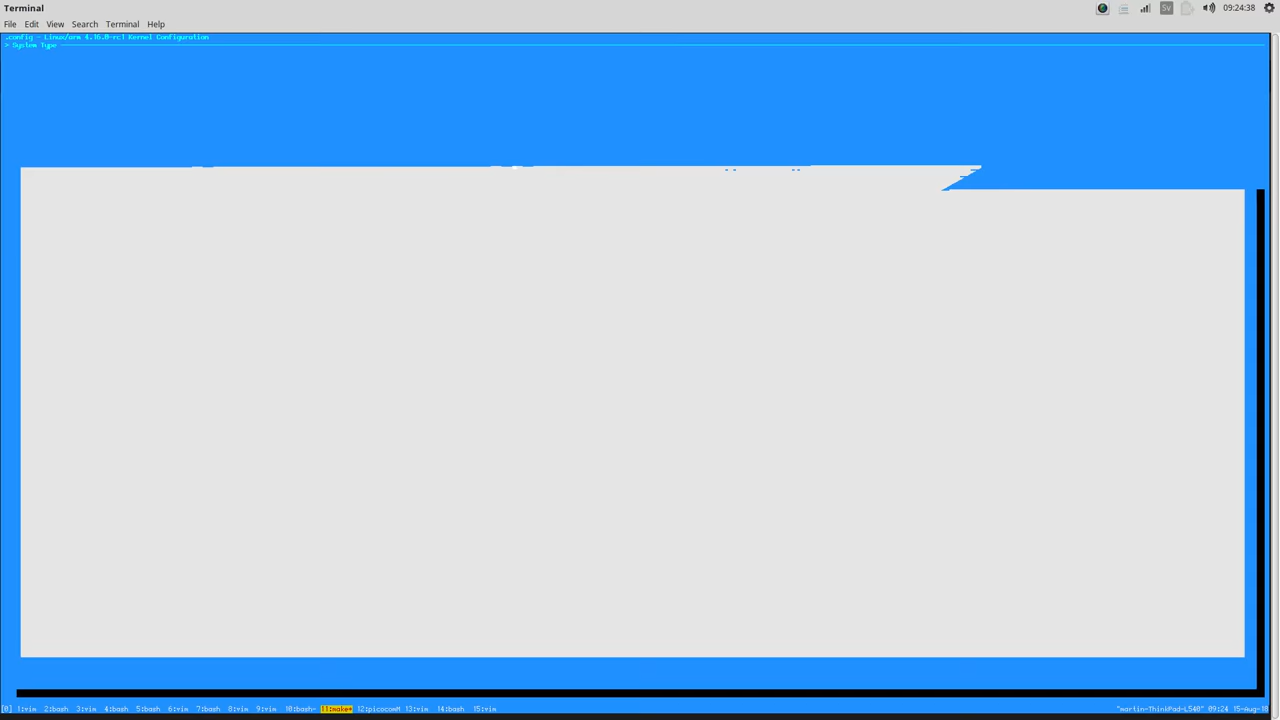 Terminal
SV
09:24:38
File Edit View Search Terminal Help
.config - Linux/arm 4.16.0-rc1 Kernel Configuration
> System Type
[0] 1:vim 2:bash 3:vim 4:bash 5:bash 6:vim 7:bash 8:vim 9:vim 10:bash- 11:make* 12:picocomM 13:vim 14:bash 15:vim
"martin-ThinkPad-L540" 09:24 15-Aug-18